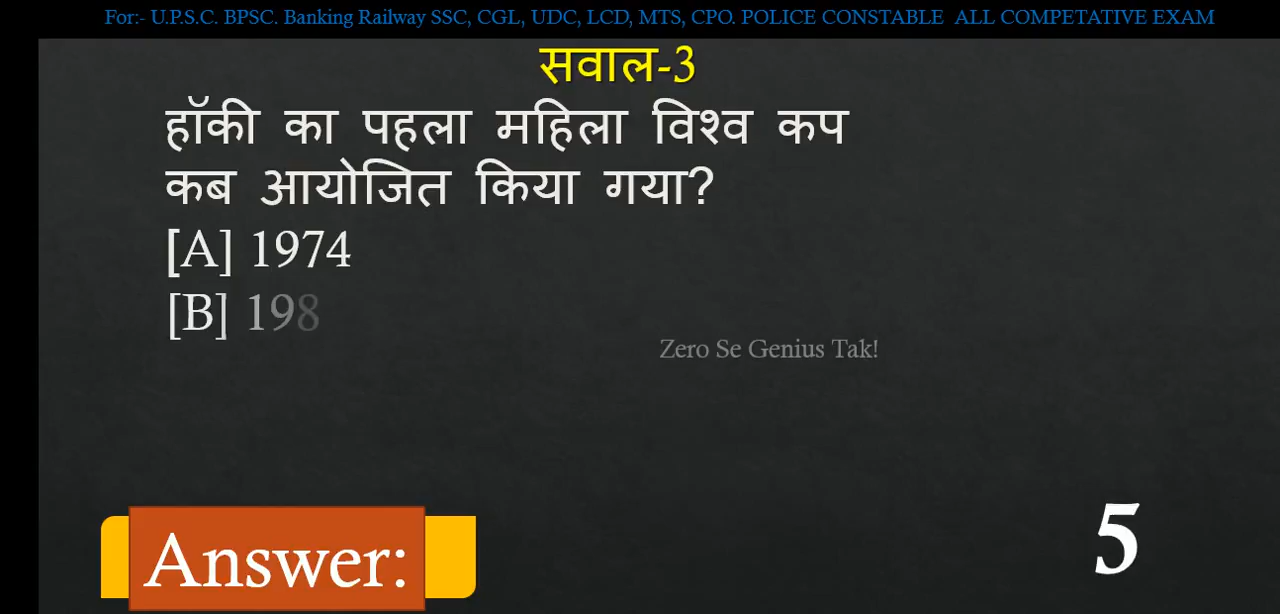 For:- U.P.S.C. BPSC. Banking Railway SSC, CGL, UDC, LCD, MTS, CPO. POLICE CONSTABLE ALL COMPETATIVE EXAM
सवाल-3
हॉकी का पहला महिला विश्व कप
कब आयोजित किया गया?
[A] 1974
[B] 198
Zero Se Genius Tak!
Answer:
5